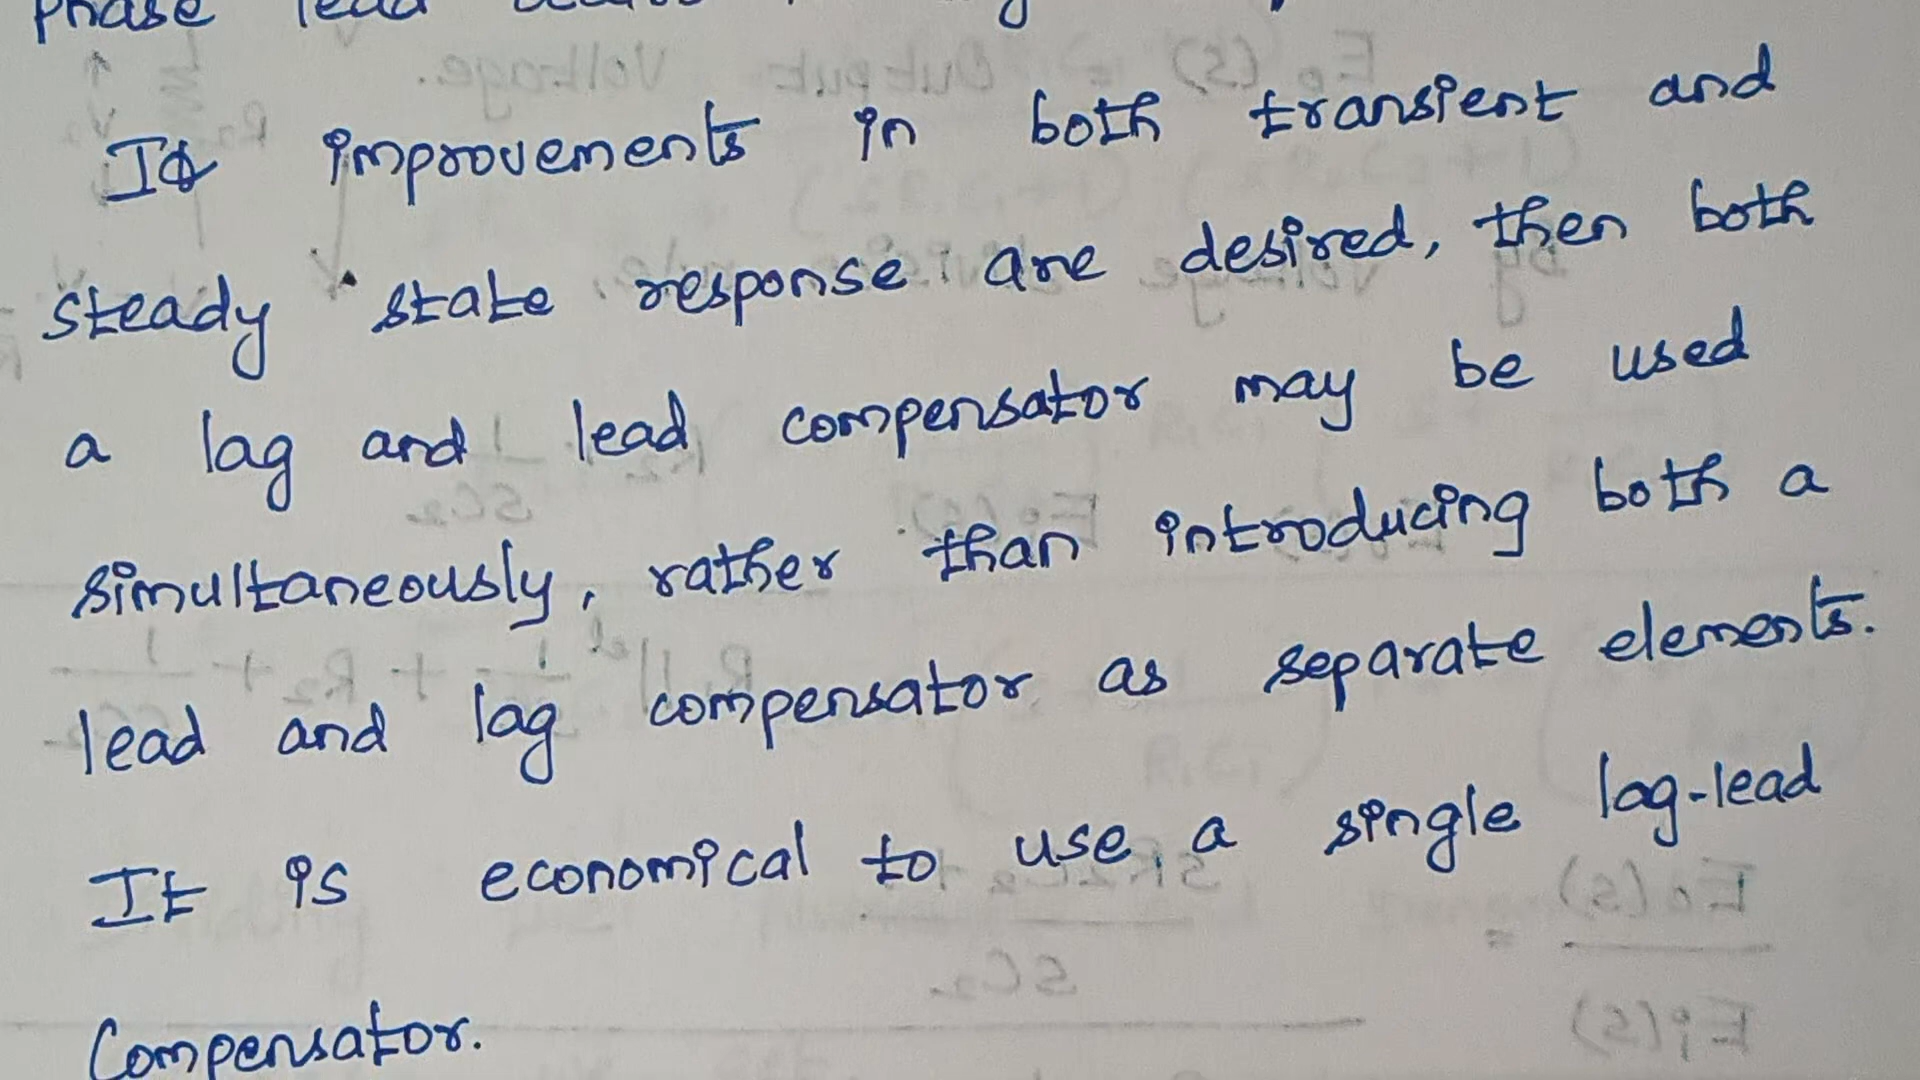 phase lead
If improvements in both transient and
steady state response are desired, then both
a lag and lead compensator may be used
simultaneously, rather than introducing both a
lead and lag compensator as separate elements.
It is economical to use a single lag-lead
Compensator.